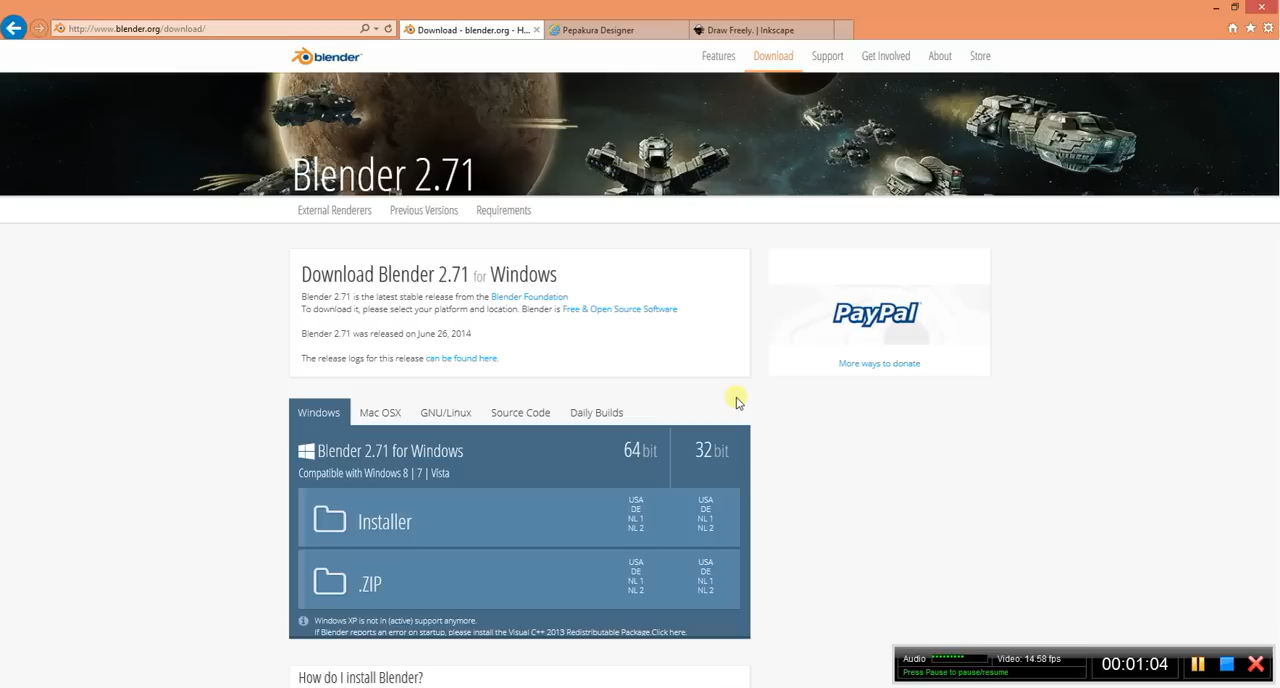 http://www.blender.org/download/
Download - blender.org - H...
Pepakura Designer
Draw Freely. | Inkscape
blender
Features
Download
Support
Get Involved
About
Store
Blender 2.71
External Renderers
Previous Versions
Requirements
Download Blender 2.71 for Windows
Blender 2.71 is the latest stable release from the Blender Foundation
To download it, please select your platform and location. Blender is Free & Open Source Software
Blender 2.71 was released on June 26, 2014
The release logs for this release can be found here.
PayPal
More ways to donate
Windows
Mac OSX
GNU/Linux
Source Code
Daily Builds
Blender 2.71 for Windows
64 bit
32 bit
Compatible with Windows 8 | 7 | Vista
Installer
USA
DE
NL 1
NL 2
USA
DE
NL 1
NL 2
.ZIP
USA
DE
NL 1
NL 2
USA
DE
NL 1
NL 2
Windows XP is not in (active) support anymore.
If Blender reports an error on startup, please install the Visual C++ 2013 Redistributable Package.Click here.
How do I install Blender?
Audio
Video: 14.58 fps
Press Pause to pause/resume
00:01:04